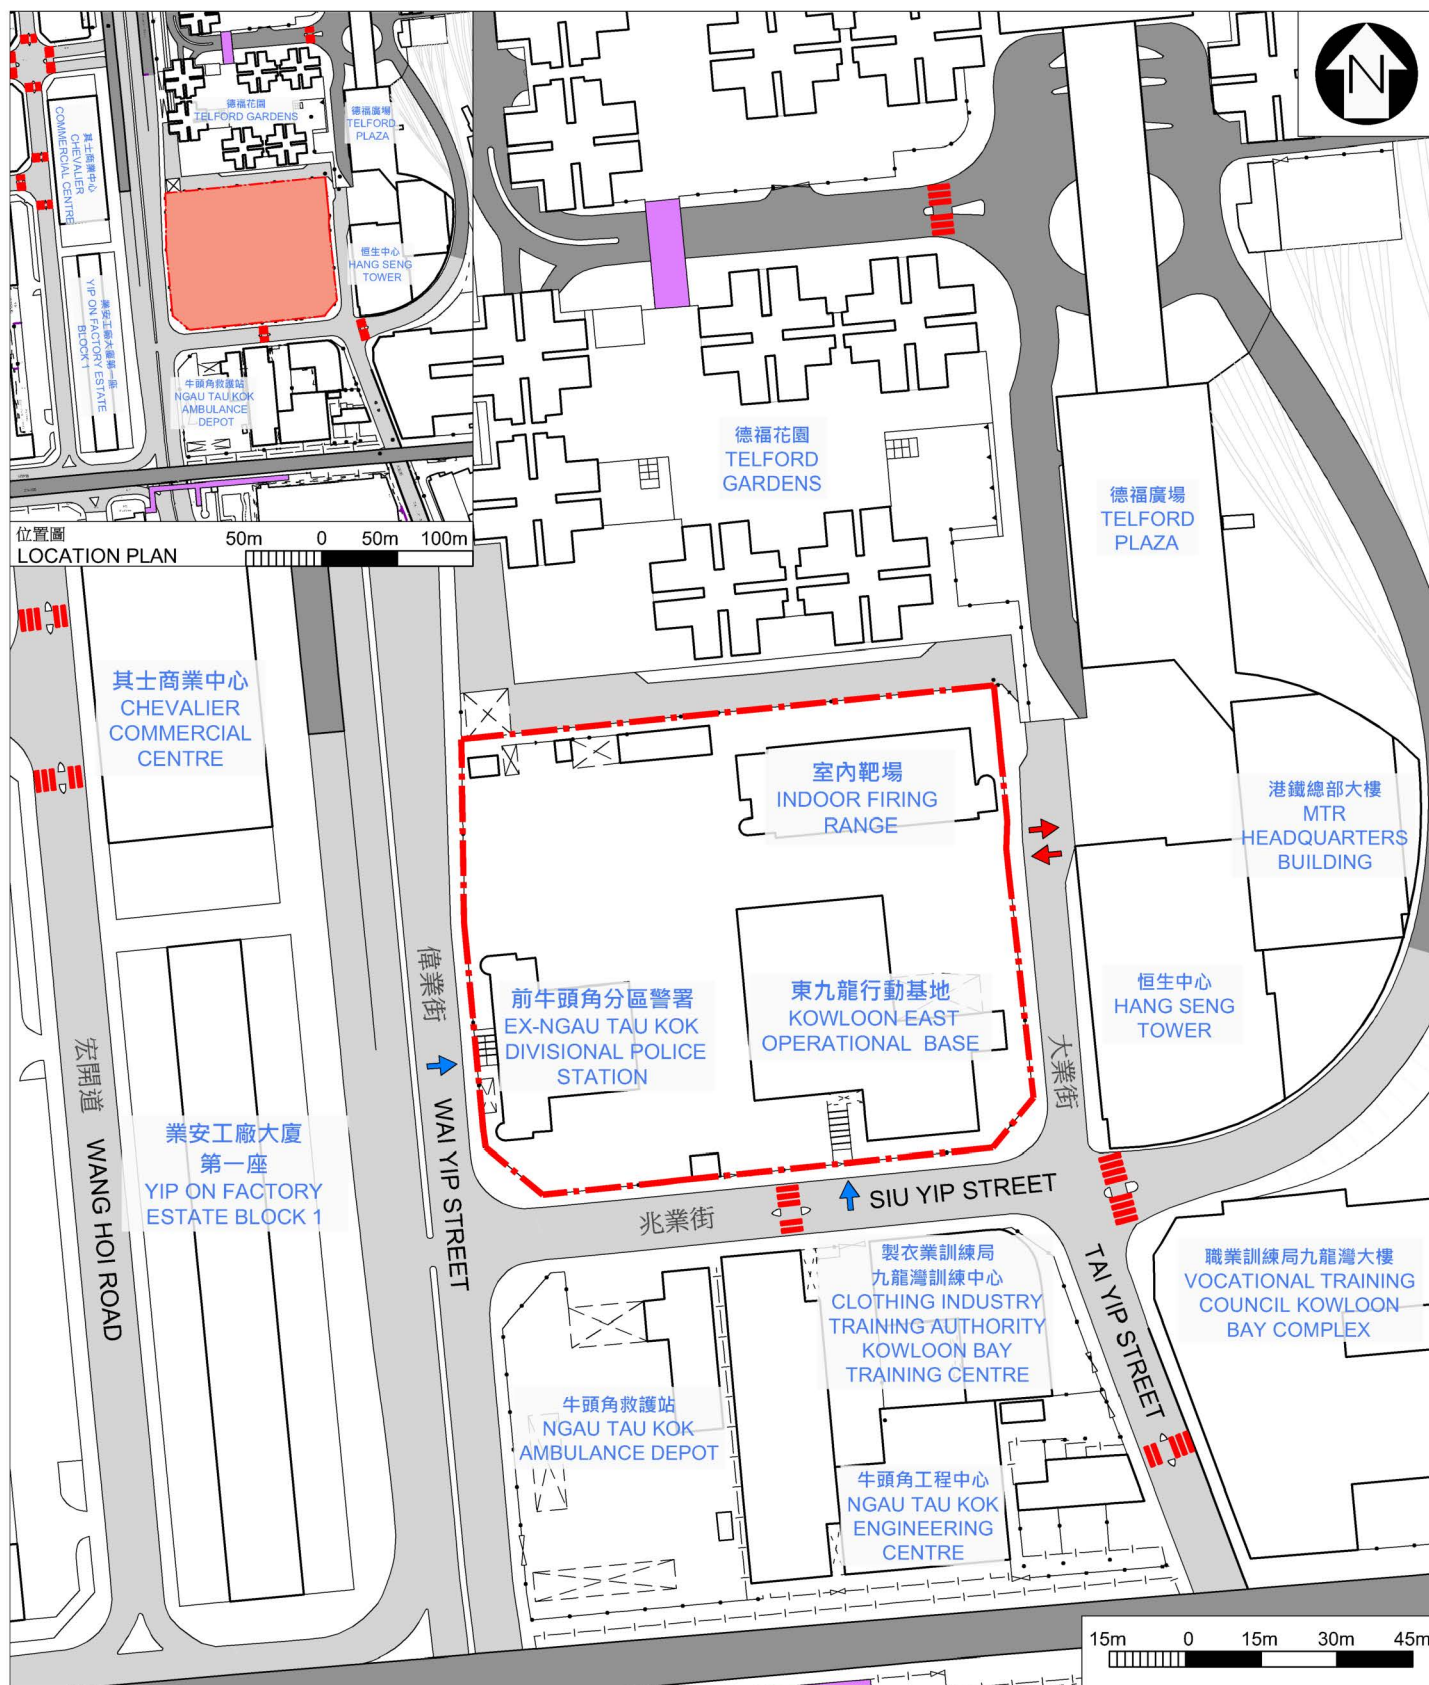 德福花園
TELFORD GARDENS
德福廣場
TELFORD
PLAZA
其士商業中心
CHEVALIER
COMMERCIAL CENTRE
恒生中心
HANG SENG
TOWER
業安工廠大廈第一座
YIP ON FACTORY ESTATE
BLOCK 1
牛頭角救護站
NGAU TAU KOK
AMBULANCE
DEPOT
位置圖
LOCATION PLAN
50m 0 50m 100m
N
德福花園
TELFORD
GARDENS
德福廣場
TELFORD
PLAZA
其士商業中心
CHEVALIER
COMMERCIAL
CENTRE
室內靶場
INDOOR FIRING
RANGE
港鐵總部大樓
MTR
HEADQUARTERS
BUILDING
偉業街
WAI YIP STREET
前牛頭角分區警署
EX-NGAU TAU KOK
DIVISIONAL POLICE
STATION
東九龍行動基地
KOWLOON EAST
OPERATIONAL BASE
恒生中心
HANG SENG
TOWER
大業街
TAI YIP STREET
宏開道
WANG HOI ROAD
業安工廠大廈
第一座
YIP ON FACTORY
ESTATE BLOCK 1
兆業街
SIU YIP STREET
製衣業訓練局
九龍灣訓練中心
CLOTHING INDUSTRY
TRAINING AUTHORITY
KOWLOON BAY
TRAINING CENTRE
職業訓練局九龍灣大樓
VOCATIONAL TRAINING
COUNCIL KOWLOON
BAY COMPLEX
牛頭角救護站
NGAU TAU KOK
AMBULANCE DEPOT
牛頭角工程中心
NGAU TAU KOK
ENGINEERING
CENTRE
15m 0 15m 30m 45m